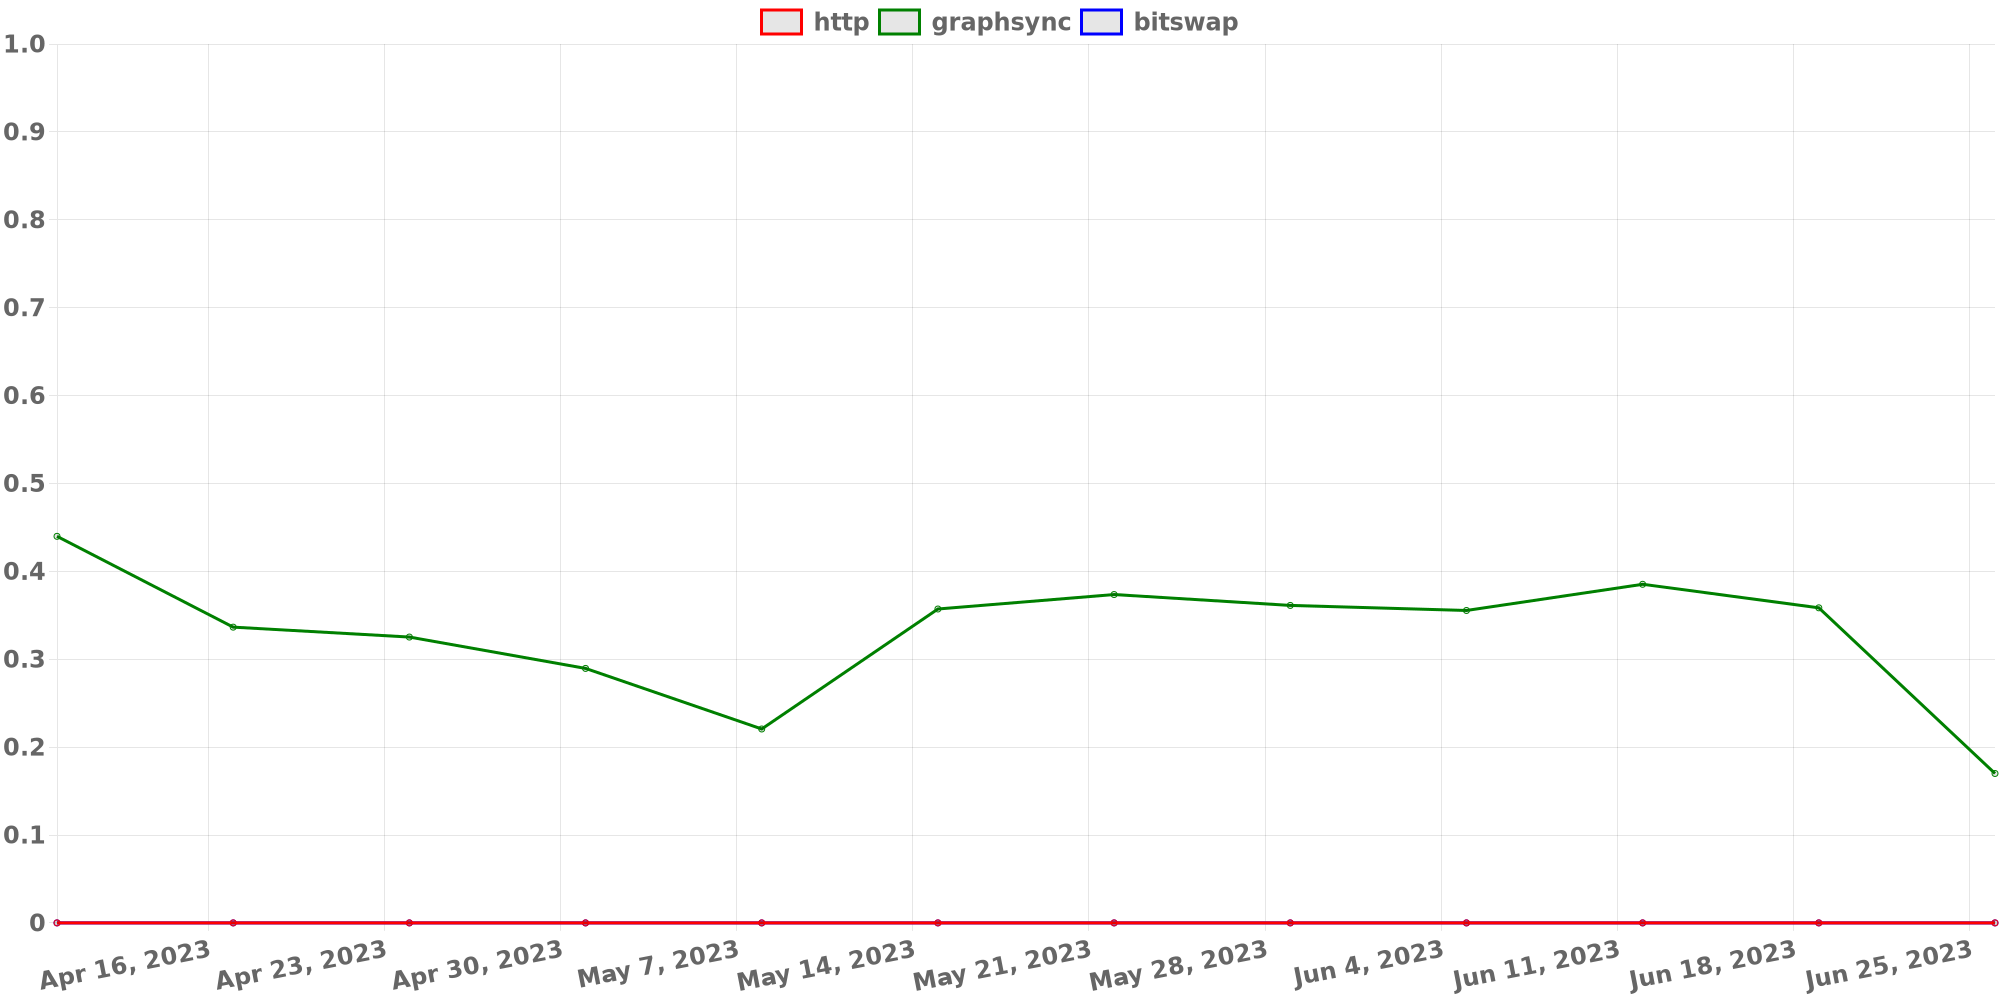 http graphsync bitswap
1.0
0.9
0.8
0.7
0.6
0.5
0.4
0.3
0.2
0.1
0
Apr 16, 2023
Apr 23, 2023
Apr 30, 2023
May 7, 2023
May 14, 2023
May 21, 2023
May 28, 2023
Jun 4, 2023
Jun 11, 2023
Jun 18, 2023
Jun 25, 2023